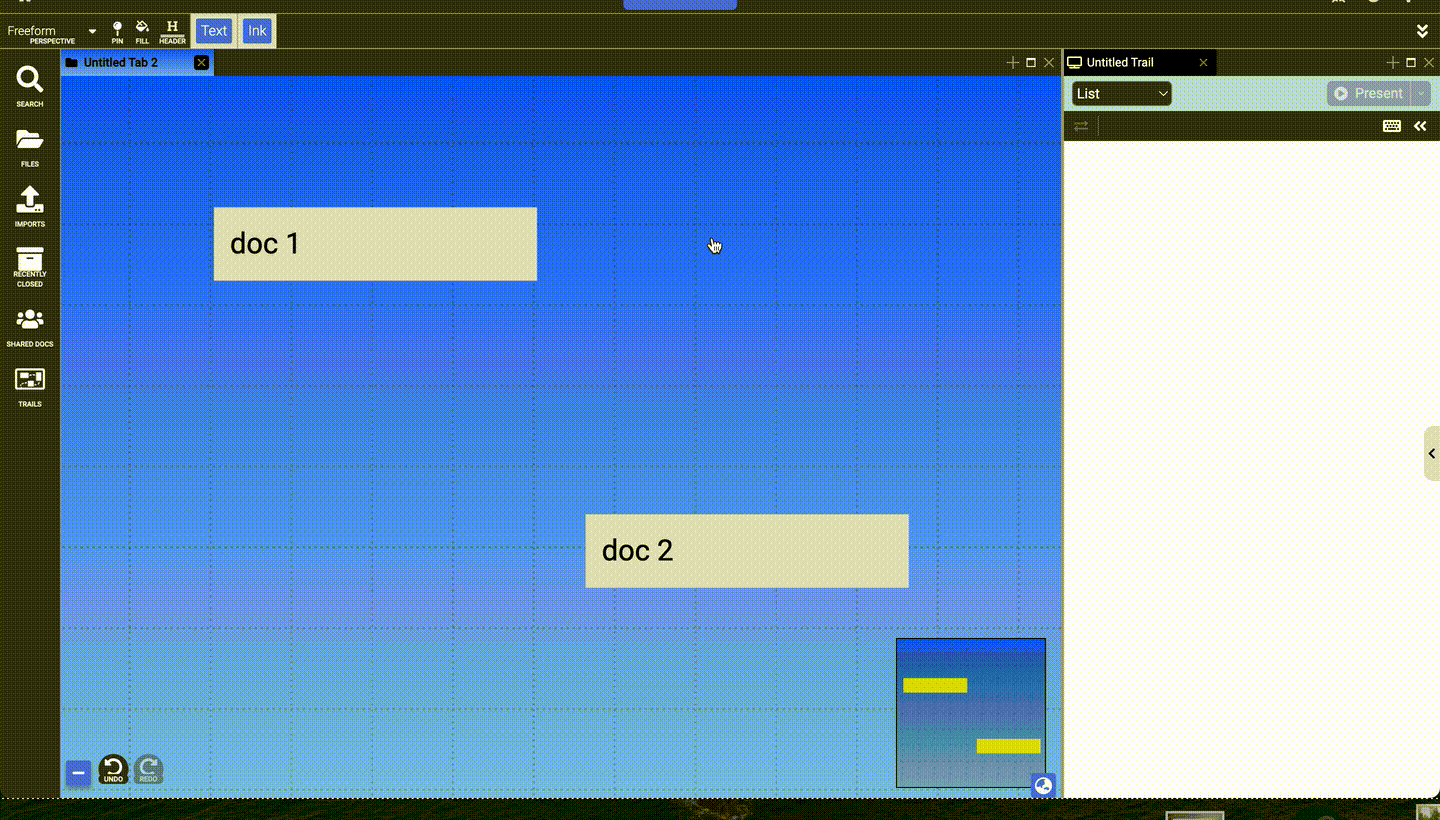 Freeform
PERSPECTIVE
PIN
FILL
H
HEADER
Text
Ink
Untitled Tab 2
Untitled Trail
SEARCH
List
Present
FILES
IMPORTS
RECENTLY
CLOSED
SHARED DOCS
TRAILS
doc 1
doc 2
UNDO
REDO